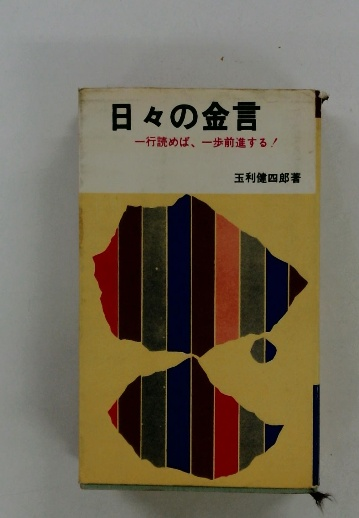 日々の金言
一行読めば、一歩前進する！
玉利健四郎著